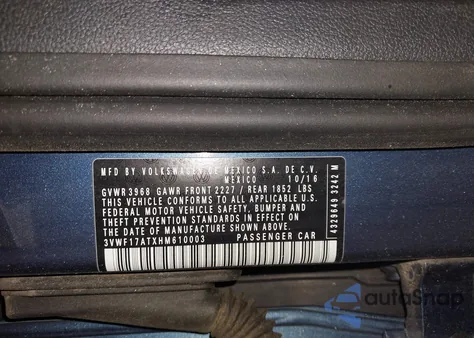 MFD BY VOLKSWAGEN DE MEXICO S.A. DE C.V.
MEXICO 10/16
GVWR 3968 GAWR FRONT 2227 / REAR 1852 LBS
THIS VEHICLE CONFORMS TO ALL APPLICABLE U.S.
FEDERAL MOTOR VEHICLE SAFETY, BUMPER AND
THEFT PREVENTION STANDARDS IN EFFECT ON
THE DATE OF MANUFACTURE SHOWN ABOVE
3VWF17ATXHM610003 PASSENGER CAR
4329649 3242 M
autoSnap